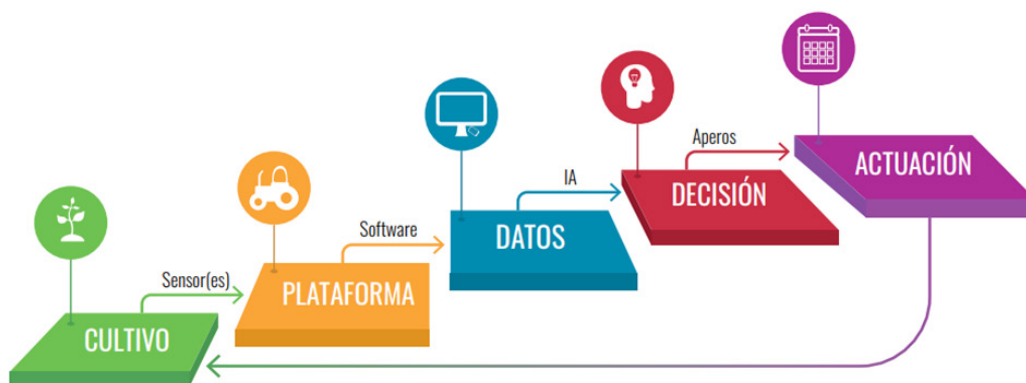 CULTIVO
Sensor(es)
PLATAFORMA
Software
DATOS
IA
DECISIÓN
Aperos
ACTUACIÓN